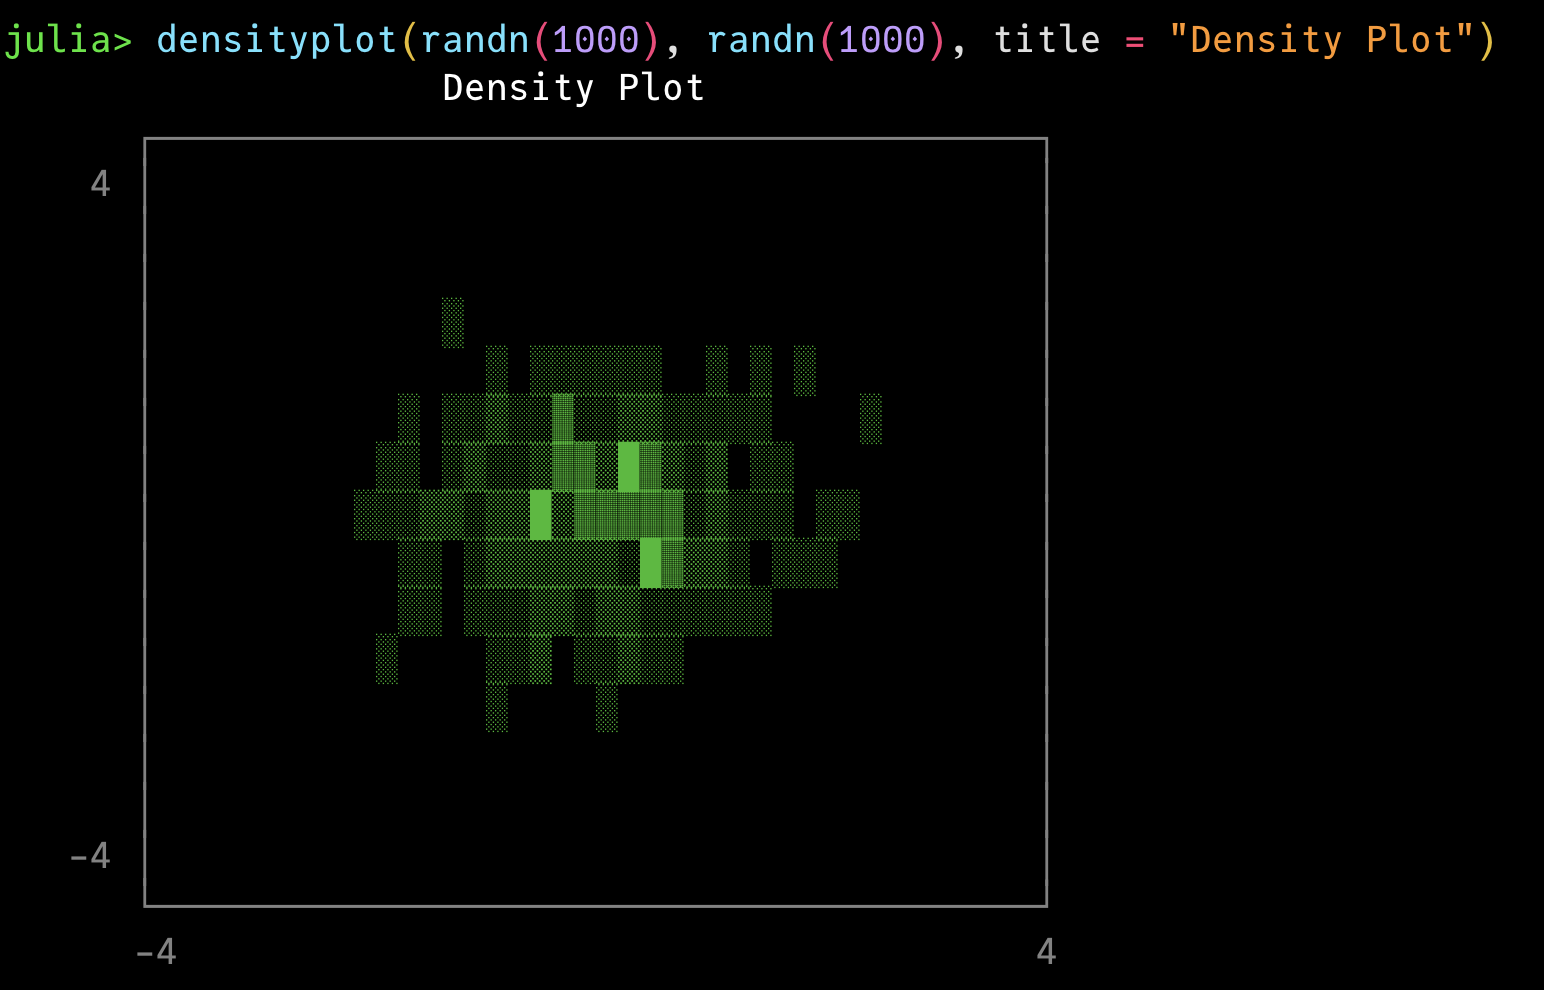 julia> densityplot(randn(1000), randn(1000), title = "Density Plot")
Density Plot
4
-4
-4 4